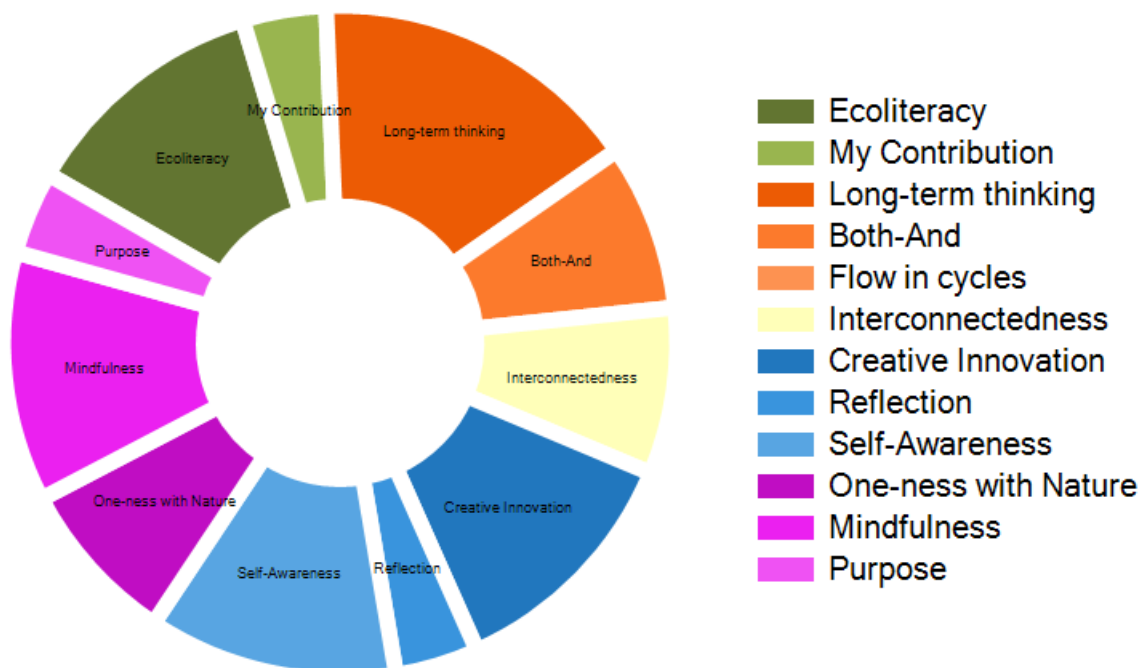 My Contribution
Long-term thinking
Ecoliteracy
Purpose
Both-And
Mindfulness
Interconnectedness
One-ness with Nature
Creative Innovation
Self-Awareness
Reflection
Ecoliteracy
My Contribution
Long-term thinking
Both-And
Flow in cycles
Interconnectedness
Creative Innovation
Reflection
Self-Awareness
One-ness with Nature
Mindfulness
Purpose